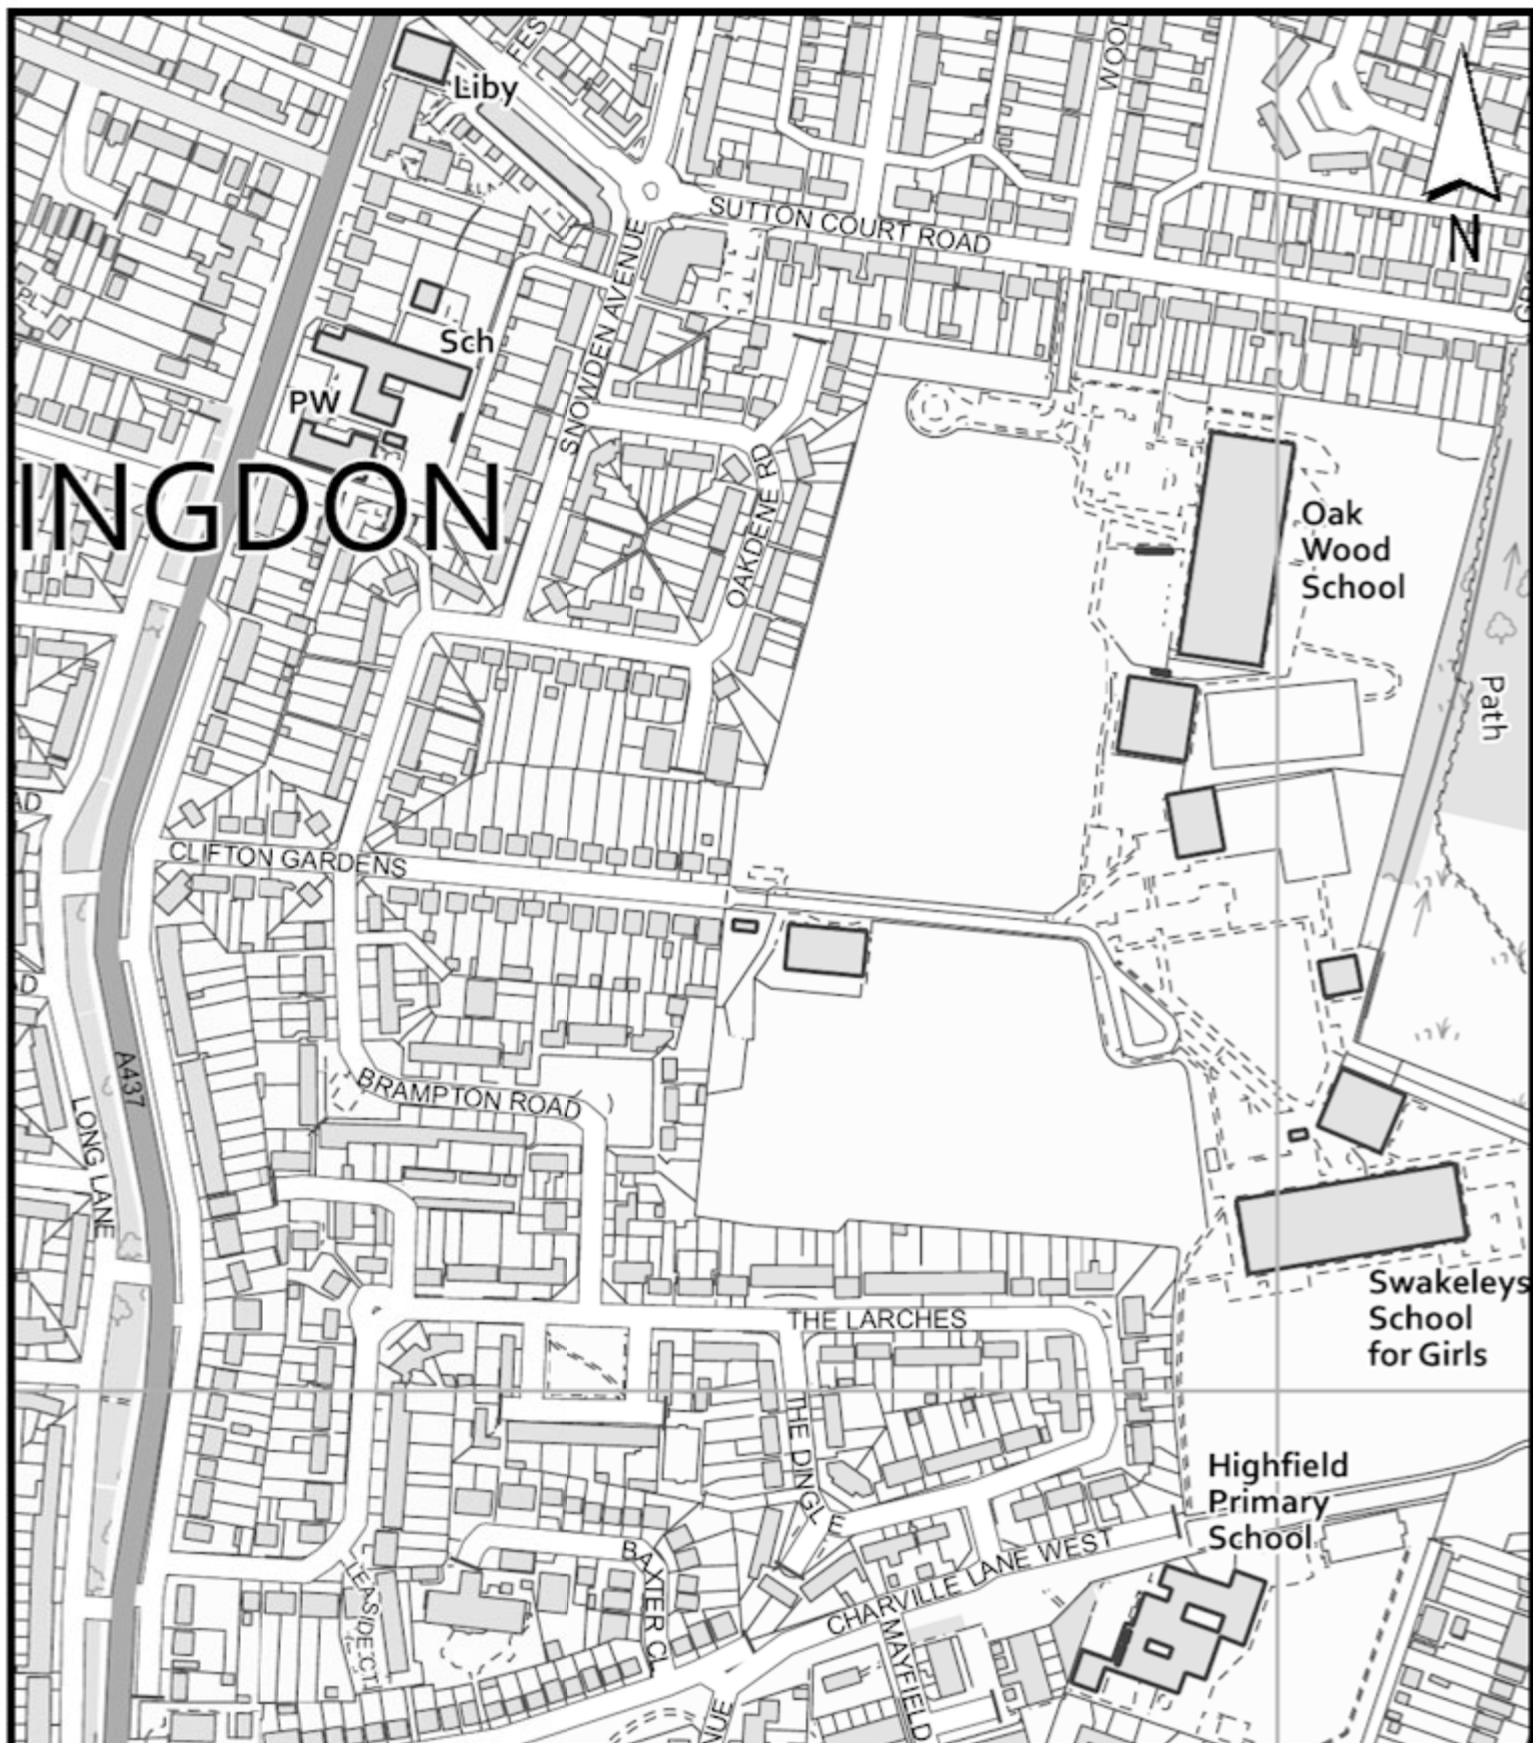 Liby
SUTTON COURT ROAD
N
SNOWDEN AVENUE
PL
Sch
PW
INGDON
OAKDENE RD
Oak
Wood
School
Path
CLIFTON GARDENS
A437
BRAMPTON ROAD
LONG LANE
Swakeleys
School
for Girls
THE LARCHES
THE DINGLE
Highfield
Primary
School
BAXTER CL
LEASIDE CT
CHARVILLE LANE WEST
MAYFIELD